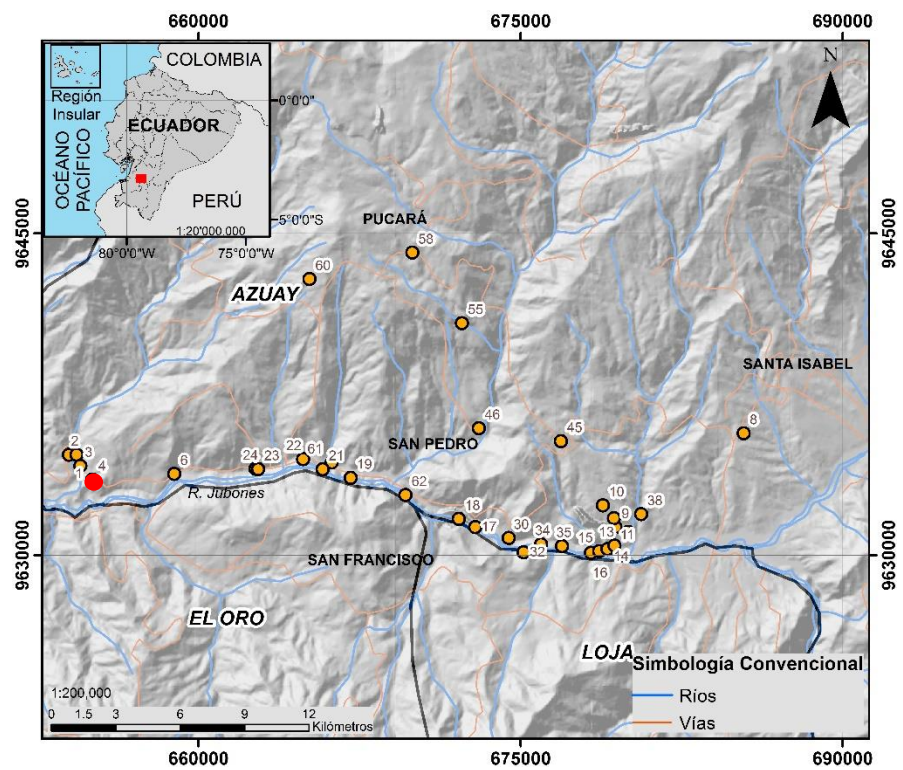 660000
675000
690000
COLOMBIA
Región
Insular
0°0'0"
ECUADOR
OCÉANO
PACÍFICO
PERÚ
5°0'0"S
1:20'000.000
80°0'0"W
75°0'0"W
N
PUCARÁ
58
9645000
9645000
60
AZUAY
55
SANTA ISABEL
8
46
45
SAN PEDRO
2
3
1
4
6
24
23
22
61
21
19
R. Jubones
62
10
38
9
18
17
30
34
35
15
13
11
32
14
16
9630000
9630000
SAN FRANCISCO
EL ORO
LOJA
Simbología Convencional
Ríos
Vías
1:200,000
0 1.5 3 6 9 12
Kilómetros
660000
675000
690000